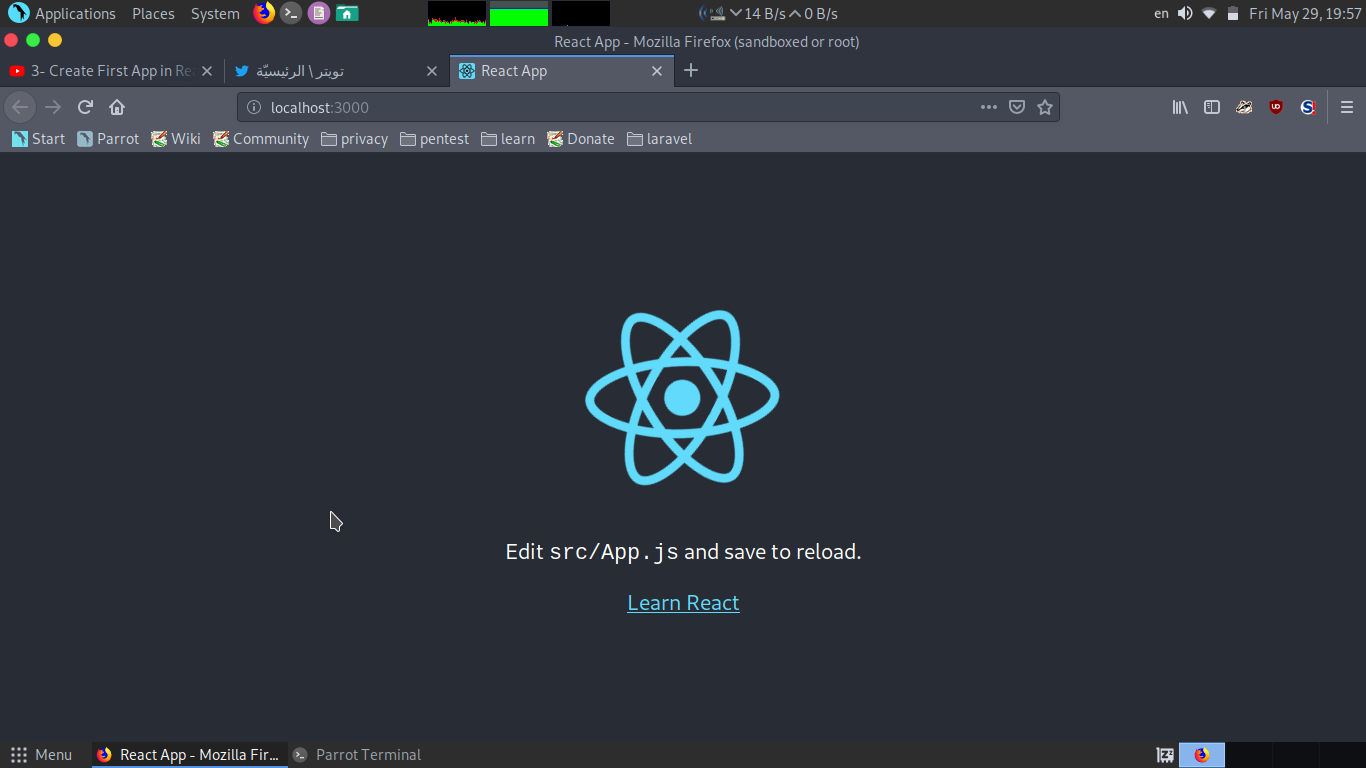 Applications Places System 14 B/s 0 B/s en Fri May 29, 19:57
React App - Mozilla Firefox (sandboxed or root)
3- Create First App in Re
تويتر \ الرئيسيّة
React App
localhost:3000
Start Parrot Wiki Community privacy pentest learn Donate laravel
Edit src/App.js and save to reload.
Learn React
Menu React App - Mozilla Fir... Parrot Terminal